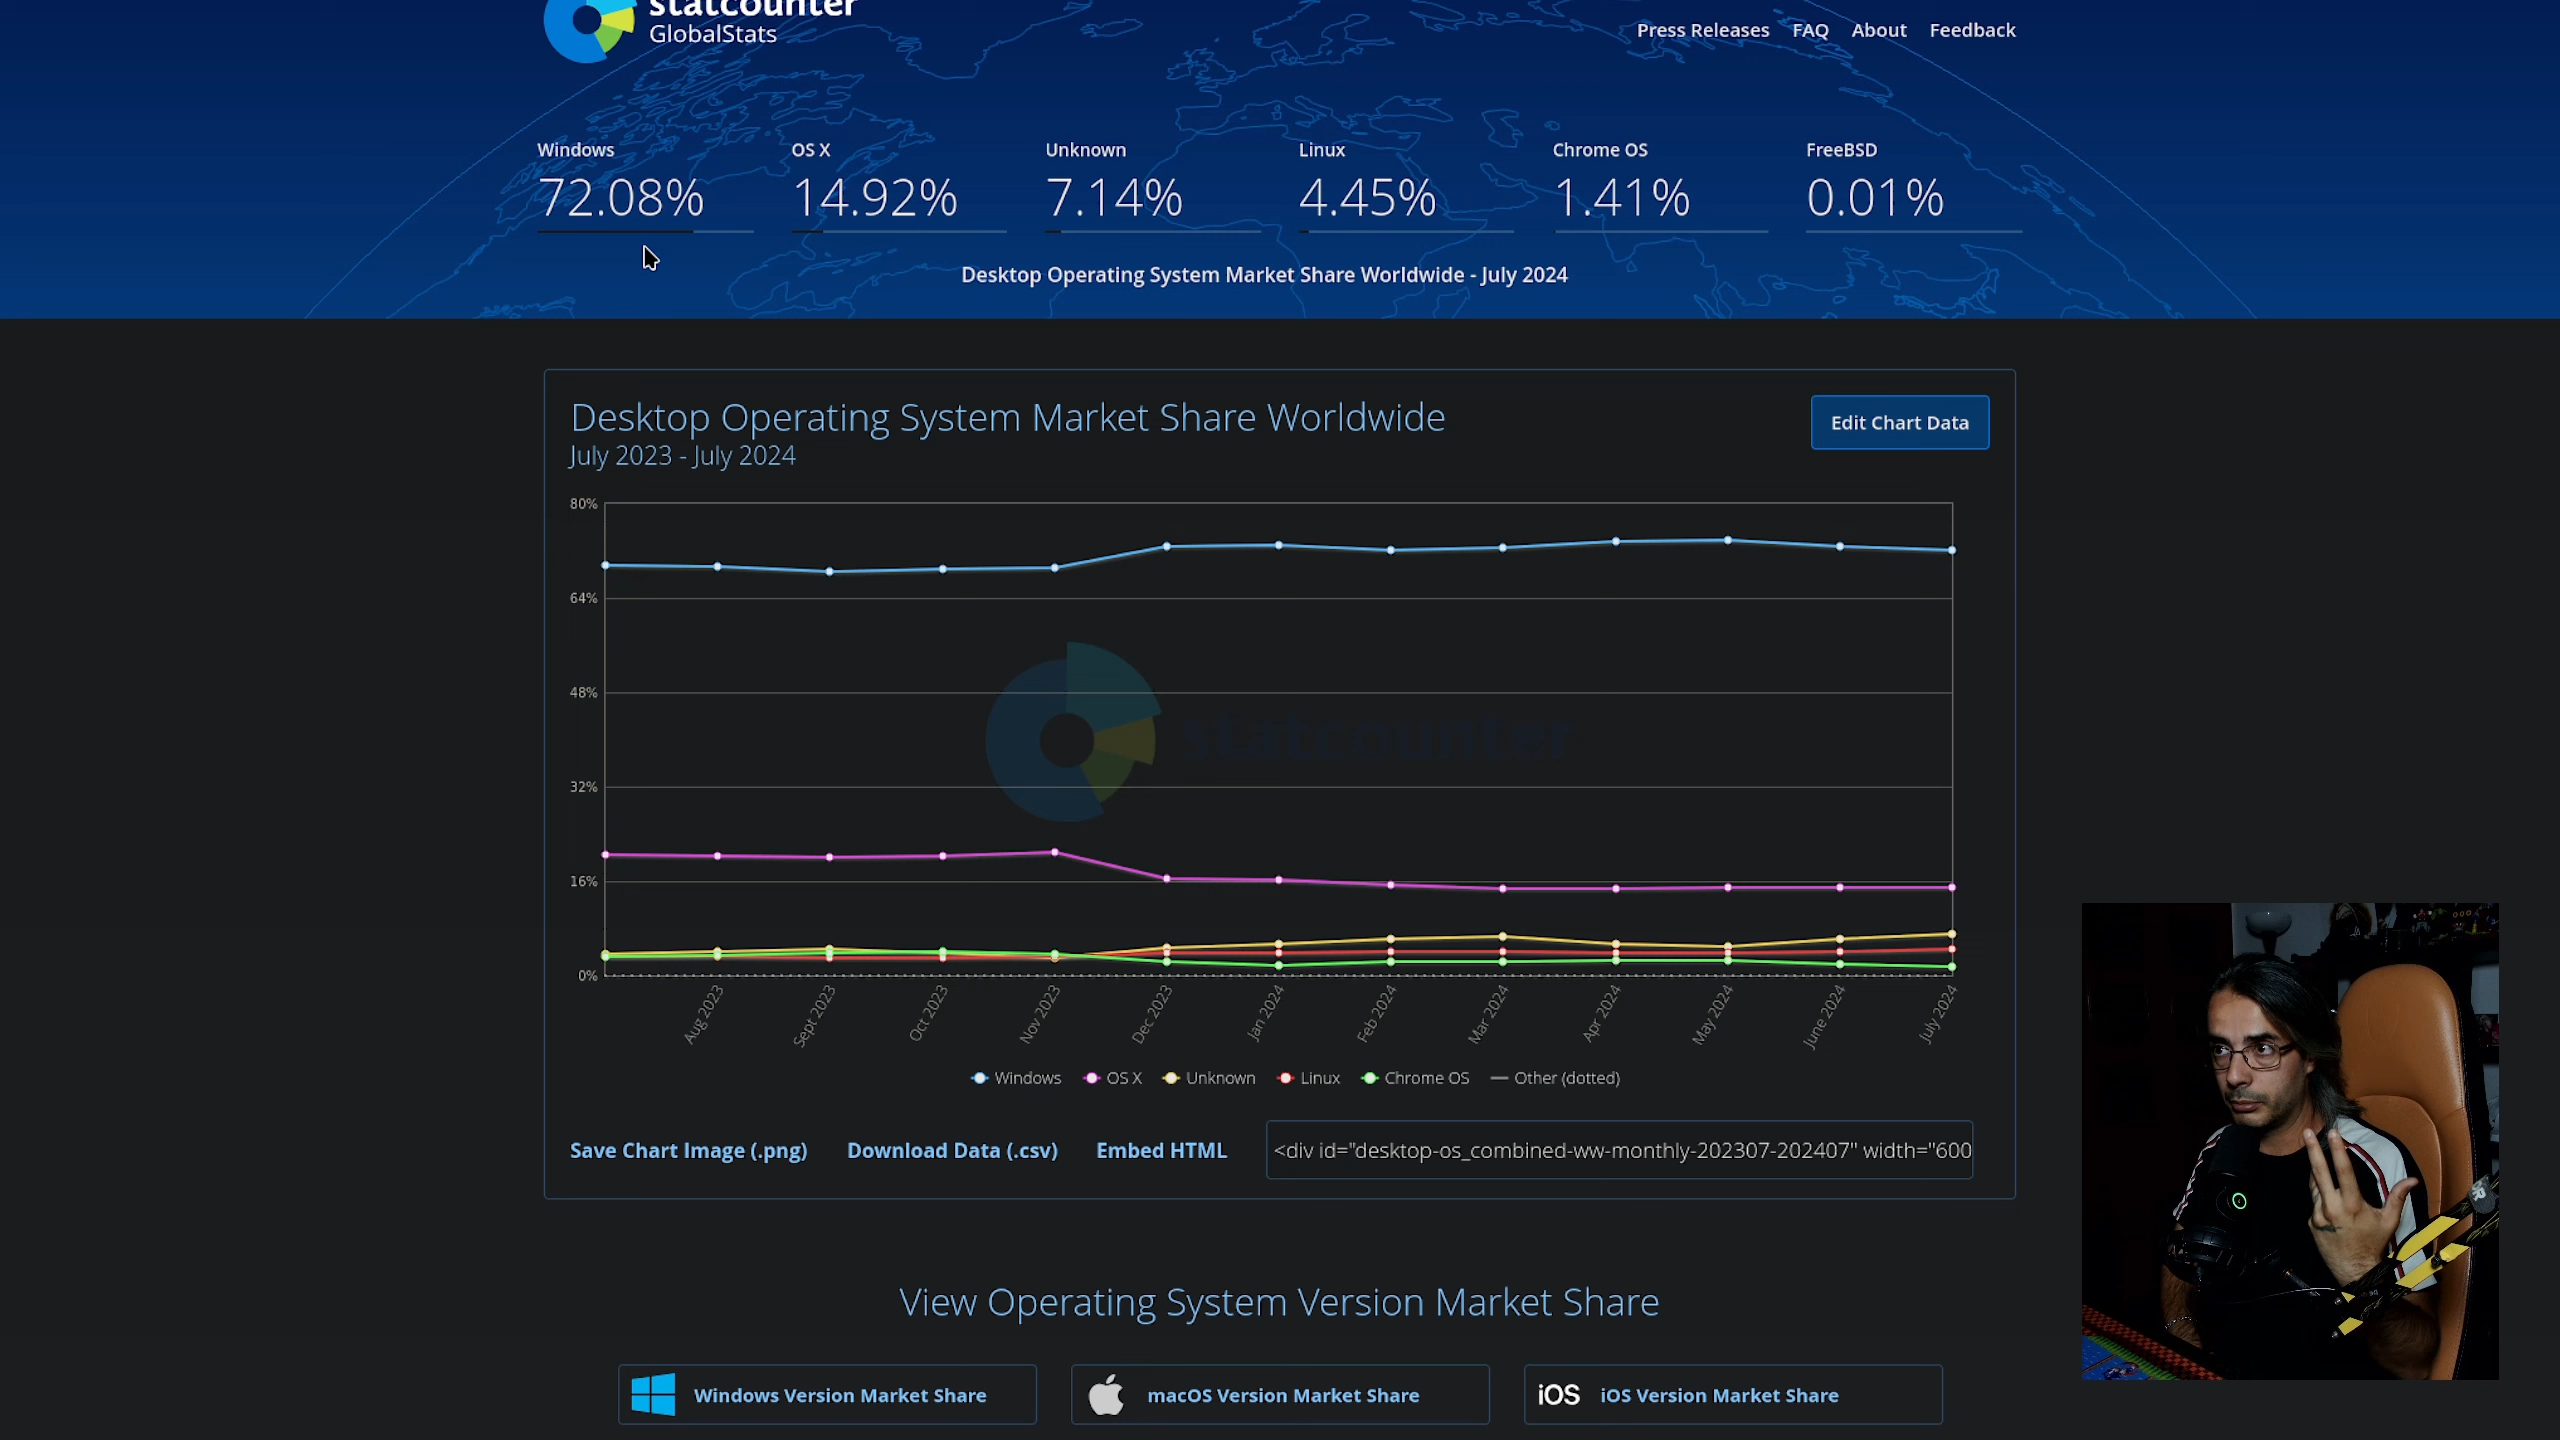 statcounter
GlobalStats
Press Releases FAQ About Feedback
Windows OS X Unknown Linux Chrome OS FreeBSD
72.08% 14.92% 7.14% 4.45% 1.41% 0.01%
Desktop Operating System Market Share Worldwide - July 2024
Desktop Operating System Market Share Worldwide
July 2023 - July 2024
Edit Chart Data
80%
64%
48%
statcounter
32%
16%
0%
Aug 2023 Sept 2023 Oct 2023 Nov 2023 Dec 2023 Jan 2024 Feb 2024 Mar 2024 Apr 2024 May 2024 June 2024 July 2024
Windows OS X Unknown Linux Chrome OS Other (dotted)
Save Chart Image (.png) Download Data (.csv) Embed HTML <div id="desktop-os_combined-ww-monthly-202307-202407" width="600
View Operating System Version Market Share
Windows Version Market Share
macOS Version Market Share
iOS iOS Version Market Share